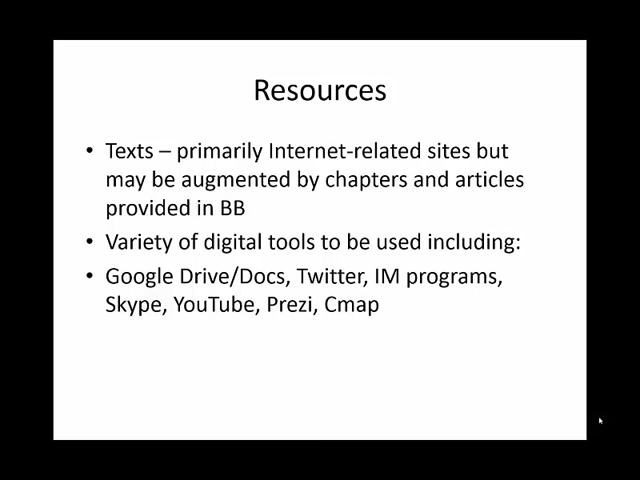 Resources
• Texts – primarily Internet-related sites but
may be augmented by chapters and articles
provided in BB
• Variety of digital tools to be used including:
• Google Drive/Docs, Twitter, IM programs,
Skype, YouTube, Prezi, Cmap